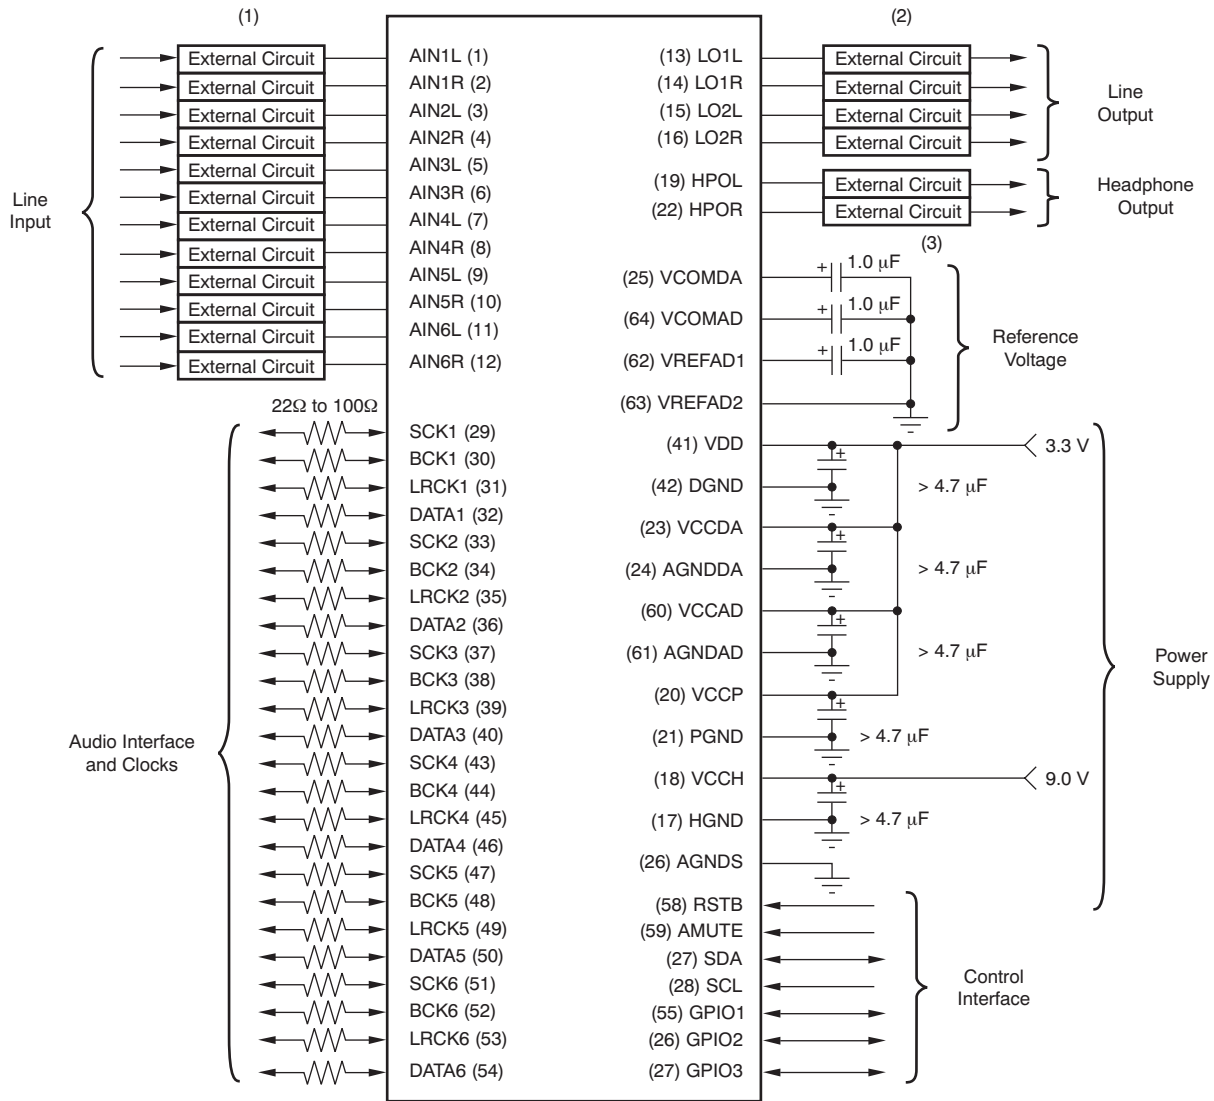 (1)
External Circuit
External Circuit
External Circuit
External Circuit
External Circuit
External Circuit
External Circuit
External Circuit
External Circuit
External Circuit
External Circuit
External Circuit
Line
Input
AIN1L (1)
AIN1R (2)
AIN2L (3)
AIN2R (4)
AIN3L (5)
AIN3R (6)
AIN4L (7)
AIN4R (8)
AIN5L (9)
AIN5R (10)
AIN6L (11)
AIN6R (12)
22Ω to 100Ω
Audio Interface
and Clocks
SCK1 (29)
BCK1 (30)
LRCK1 (31)
DATA1 (32)
SCK2 (33)
BCK2 (34)
LRCK2 (35)
DATA2 (36)
SCK3 (37)
BCK3 (38)
LRCK3 (39)
DATA3 (40)
SCK4 (43)
BCK4 (44)
LRCK4 (45)
DATA4 (46)
SCK5 (47)
BCK5 (48)
LRCK5 (49)
DATA5 (50)
SCK6 (51)
BCK6 (52)
LRCK6 (53)
DATA6 (54)
(2)
(13) LO1L
(14) LO1R
(15) LO2L
(16) LO2R
(19) HPOL
(22) HPOR
External Circuit
External Circuit
External Circuit
External Circuit
External Circuit
External Circuit
Line
Output
Headphone
Output
(3)
(25) VCOMDA
+ 1.0 μF
(64) VCOMAD
+ 1.0 μF
(62) VREFAD1
+ 1.0 μF
(63) VREFAD2
Reference
Voltage
(41) VDD
+
3.3 V
(42) DGND
> 4.7 μF
(23) VCCDA
+
(24) AGNDDA
> 4.7 μF
(60) VCCAD
+
(61) AGNDAD
> 4.7 μF
(20) VCCP
+
(21) PGND
> 4.7 μF
(18) VCCH
+
9.0 V
(17) HGND
> 4.7 μF
(26) AGNDS
Power
Supply
(58) RSTB
(59) AMUTE
(27) SDA
(28) SCL
(55) GPIO1
(26) GPIO2
(27) GPIO3
Control
Interface